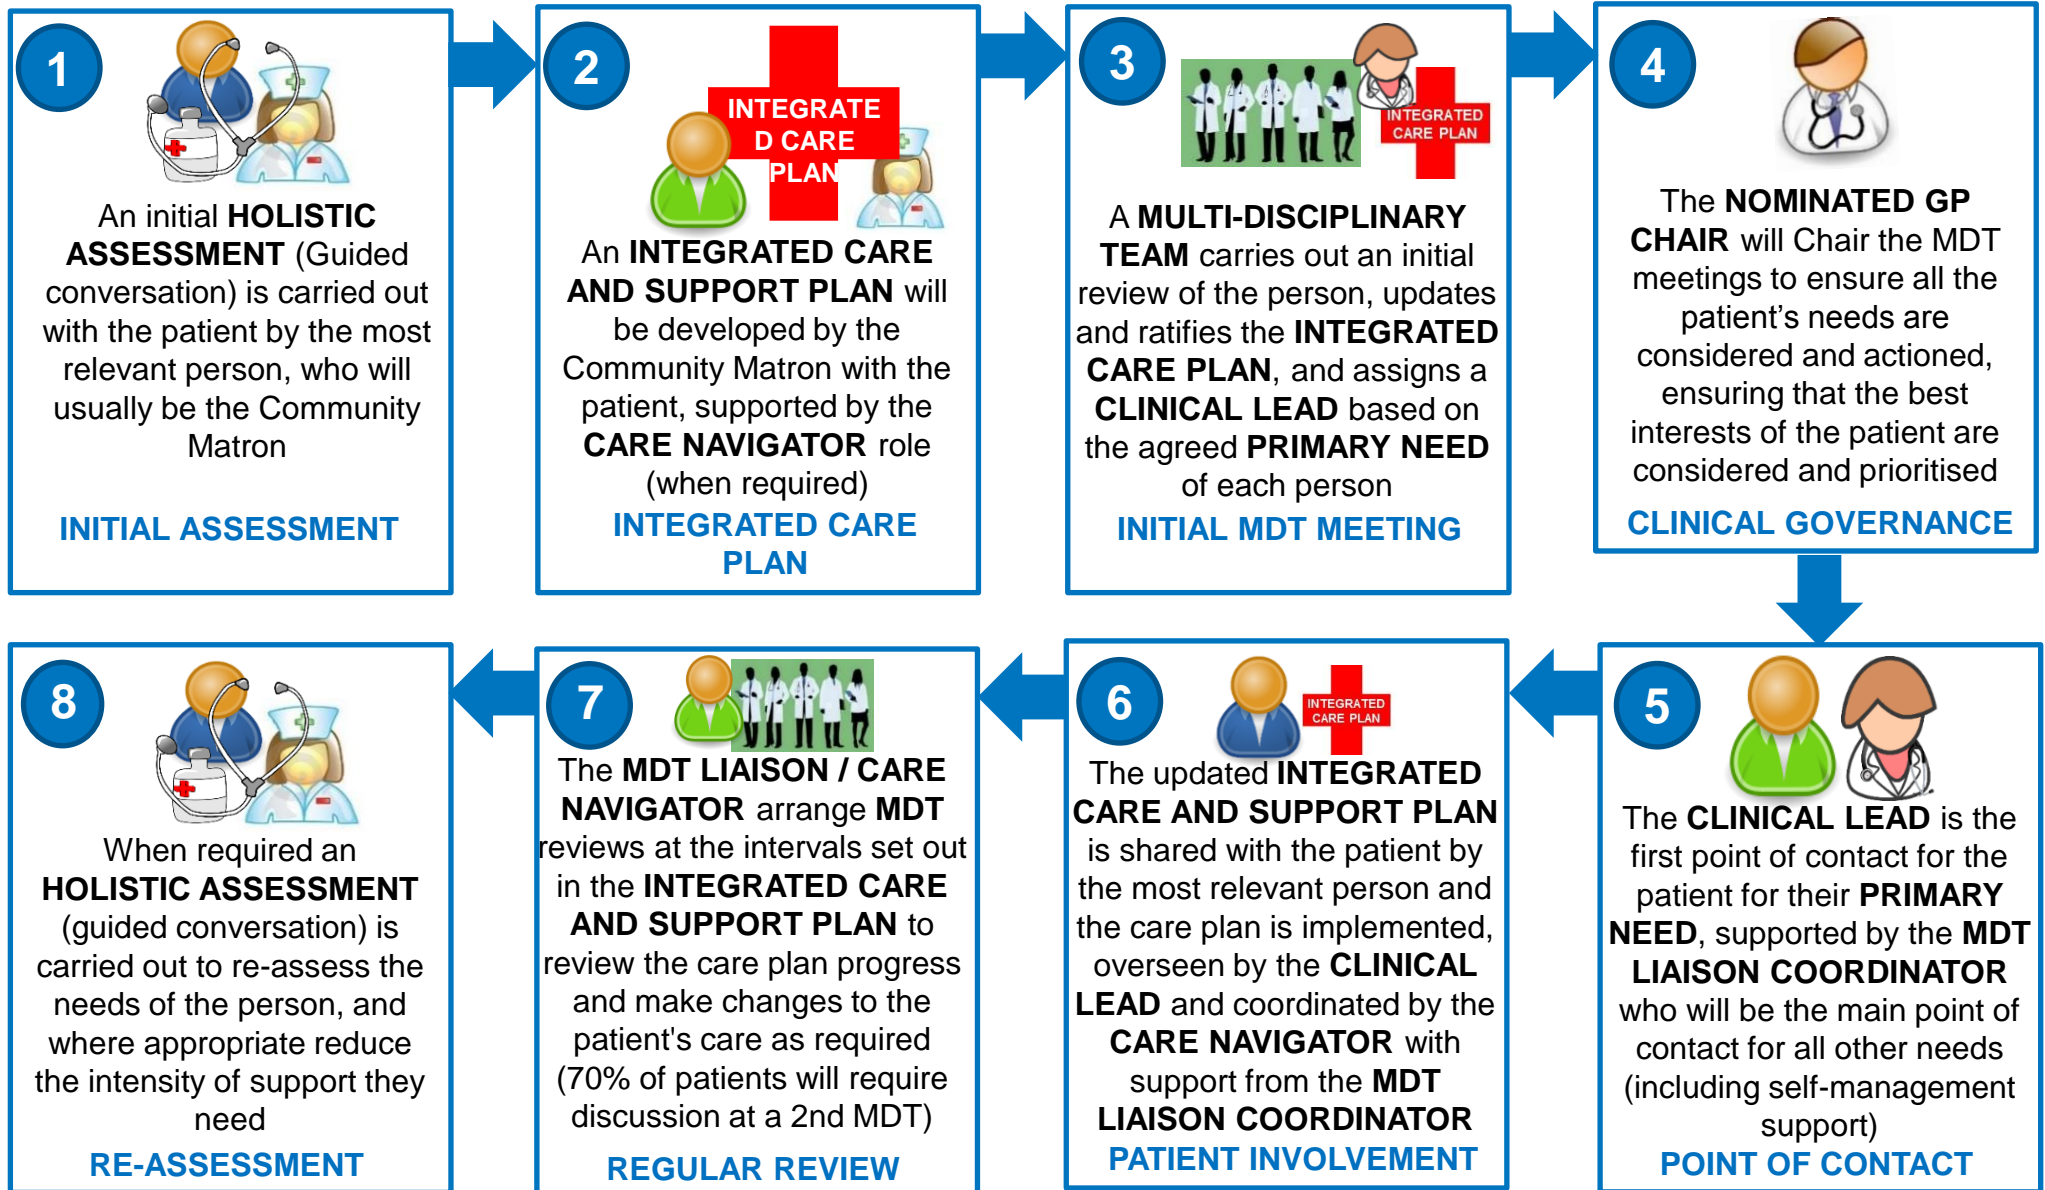 1
An initial HOLISTIC
ASSESSMENT (Guided
conversation) is carried out
with the patient by the most
relevant person, who will
usually be the Community
Matron
INITIAL ASSESSMENT
2
INTEGRATE
D CARE
PLAN
An INTEGRATED CARE
AND SUPPORT PLAN will
be developed by the
Community Matron with the
patient, supported by the
CARE NAVIGATOR role
(when required)
INTEGRATED CARE
PLAN
3
INTEGRATED
CARE PLAN
A MULTI-DISCIPLINARY
TEAM carries out an initial
review of the person, updates
and ratifies the INTEGRATED
CARE PLAN, and assigns a
CLINICAL LEAD based on
the agreed PRIMARY NEED
of each person
INITIAL MDT MEETING
4
The NOMINATED GP
CHAIR will Chair the MDT
meetings to ensure all the
patient’s needs are
considered and actioned,
ensuring that the best
interests of the patient are
considered and prioritised
CLINICAL GOVERNANCE
5
The CLINICAL LEAD is the
first point of contact for the
patient for their PRIMARY
NEED, supported by the MDT
LIAISON COORDINATOR
who will be the main point of
contact for all other needs
(including self-management
support)
POINT OF CONTACT
6
INTEGRATED
CARE PLAN
The updated INTEGRATED
CARE AND SUPPORT PLAN
is shared with the patient by
the most relevant person and
the care plan is implemented,
overseen by the CLINICAL
LEAD and coordinated by the
CARE NAVIGATOR with
support from the MDT
LIAISON COORDINATOR
PATIENT INVOLVEMENT
7
The MDT LIAISON / CARE
NAVIGATOR arrange MDT
reviews at the intervals set out
in the INTEGRATED CARE
AND SUPPORT PLAN to
review the care plan progress
and make changes to the
patient's care as required
(70% of patients will require
discussion at a 2nd MDT)
REGULAR REVIEW
8
When required an
HOLISTIC ASSESSMENT
(guided conversation) is
carried out to re-assess the
needs of the person, and
where appropriate reduce
the intensity of support they
need
RE-ASSESSMENT